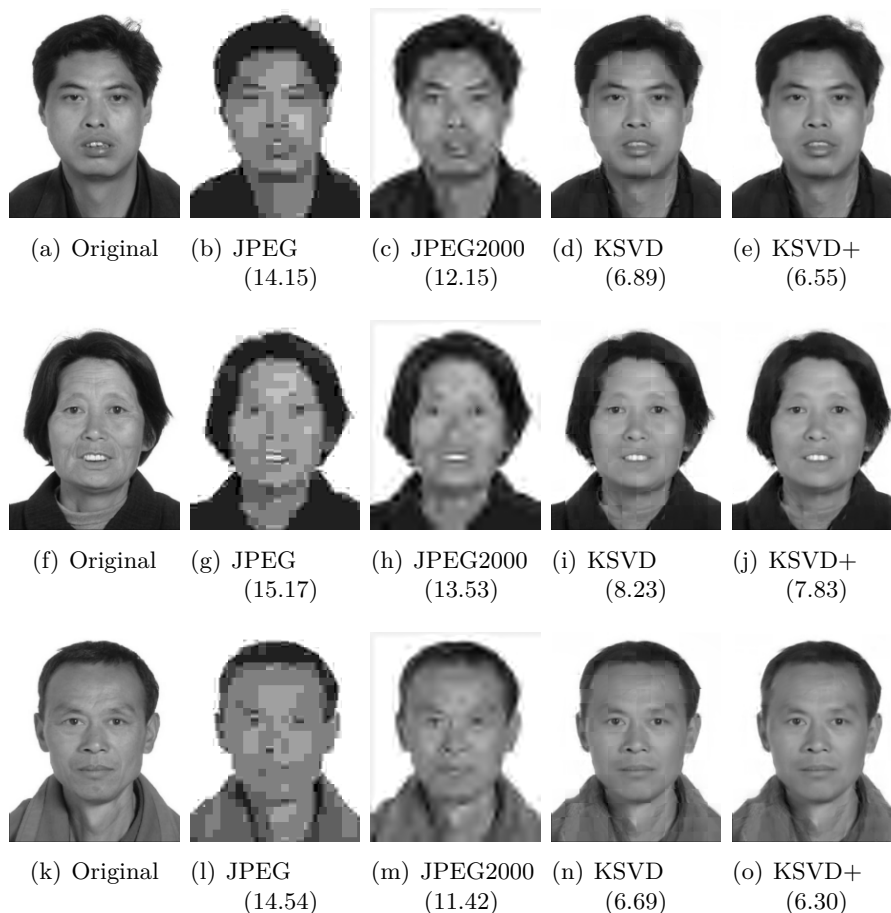 (a) Original (b) JPEG (c) JPEG2000 (d) KSVD (e) KSVD+
(14.15) (12.15) (6.89) (6.55)
(f) Original (g) JPEG (h) JPEG2000 (i) KSVD (j) KSVD+
(15.17) (13.53) (8.23) (7.83)
(k) Original (l) JPEG (m) JPEG2000 (n) KSVD (o) KSVD+
(14.54) (11.42) (6.69) (6.30)